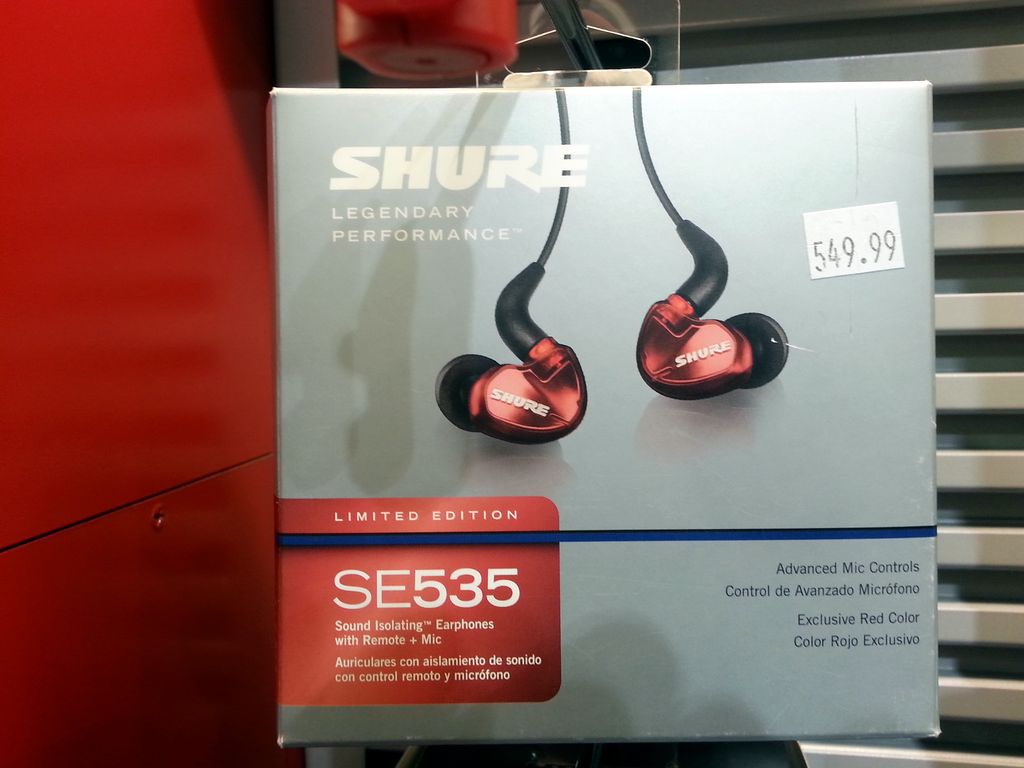 SHURE
LEGENDARY
PERFORMANCE™
549.99
SHURE
SHURE
LIMITED EDITION
SE535
Sound Isolating™ Earphones
with Remote + Mic
Auriculares con aislamiento de sonido
con control remoto y micrófono
Advanced Mic Controls
Control de Avanzado Micrófono
Exclusive Red Color
Color Rojo Exclusivo